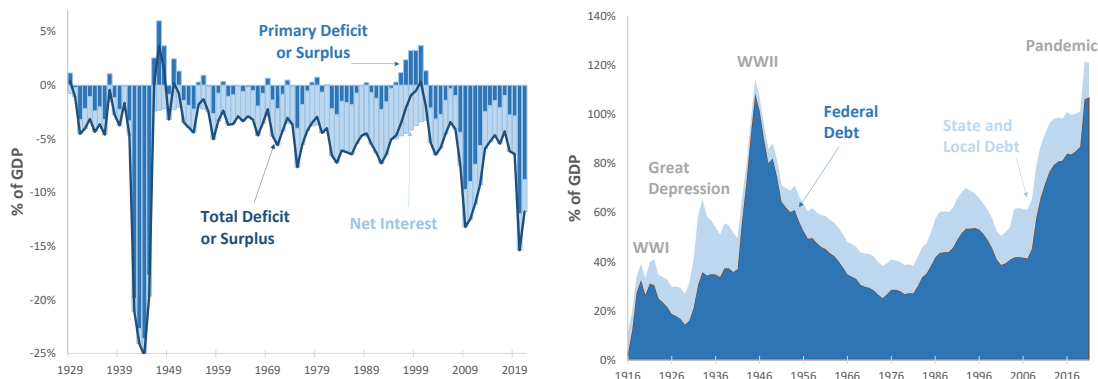 5%
0%
-5%
-10%
-15%
-20%
-25%
% of GDP
Primary Deficit
or Surplus
Total Deficit
or Surplus
Net Interest
1929
1939
1949
1959
1969
1979
1989
1999
2009
2019
140%
120%
100%
80%
60%
40%
20%
0%
% of GDP
WWI
Great
Depression
WWII
Federal
Debt
State and
Local Debt
Pandemic
1916
1926
1936
1946
1956
1966
1976
1986
1996
2006
2016